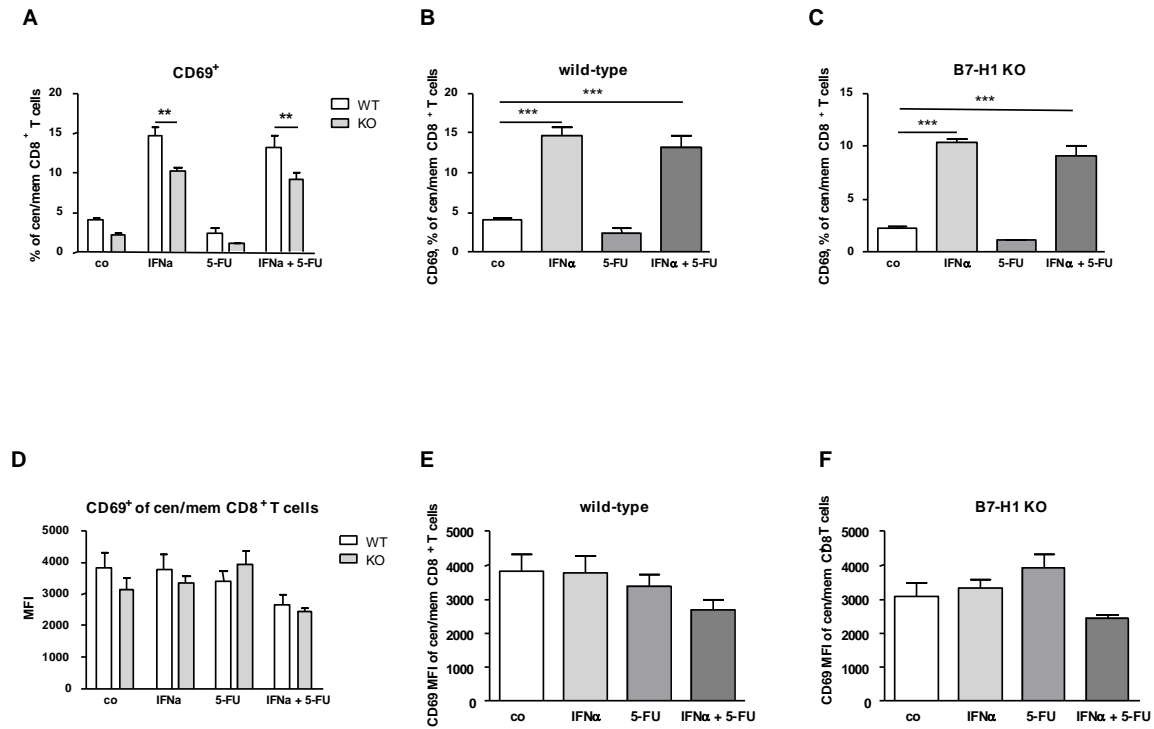 A
CD69+
% of cen/mem CD8 + T cells
20
15
10
5
0
**
**
WT
KO
co
IFNa
5-FU
IFNa + 5-FU
B
wild-type
CD69, % of cen/mem CD8 + T cells
20
15
10
5
0
***
***
co
IFNα
5-FU
IFNα + 5-FU
C
B7-H1 KO
CD69, % of cen/mem CD8 + T cells
15
10
5
0
***
***
co
IFNα
5-FU
IFNα + 5-FU
D
CD69+ of cen/mem CD8 + T cells
MFI
5000
4000
3000
2000
1000
0
WT
KO
co
IFNa
5-FU
IFNa + 5-FU
E
wild-type
CD69 MFI of cen/mem CD8 + T cells
5000
4000
3000
2000
1000
0
co
IFNα
5-FU
IFNα + 5-FU
F
B7-H1 KO
CD69 MFI of cen/mem CD8 T cells
5000
4000
3000
2000
1000
0
co
IFNα
5-FU
IFNα + 5-FU